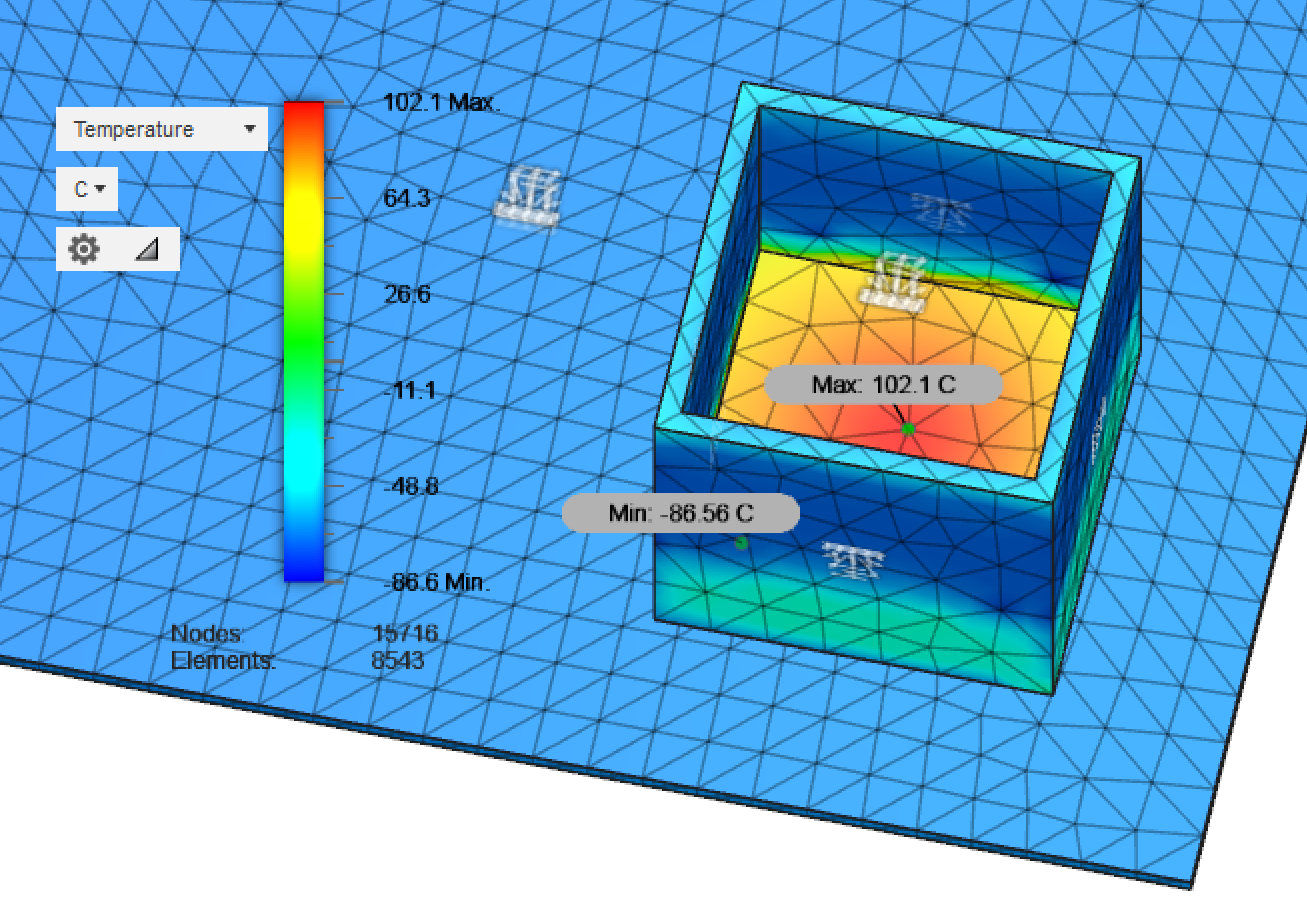 102.1 Max.
Temperature
C
64.3
26.6
Max: 102.1 C
-11.1
-48.8
Min: -86.56 C
-86.6 Min.
Nodes: 15716
Elements: 8543